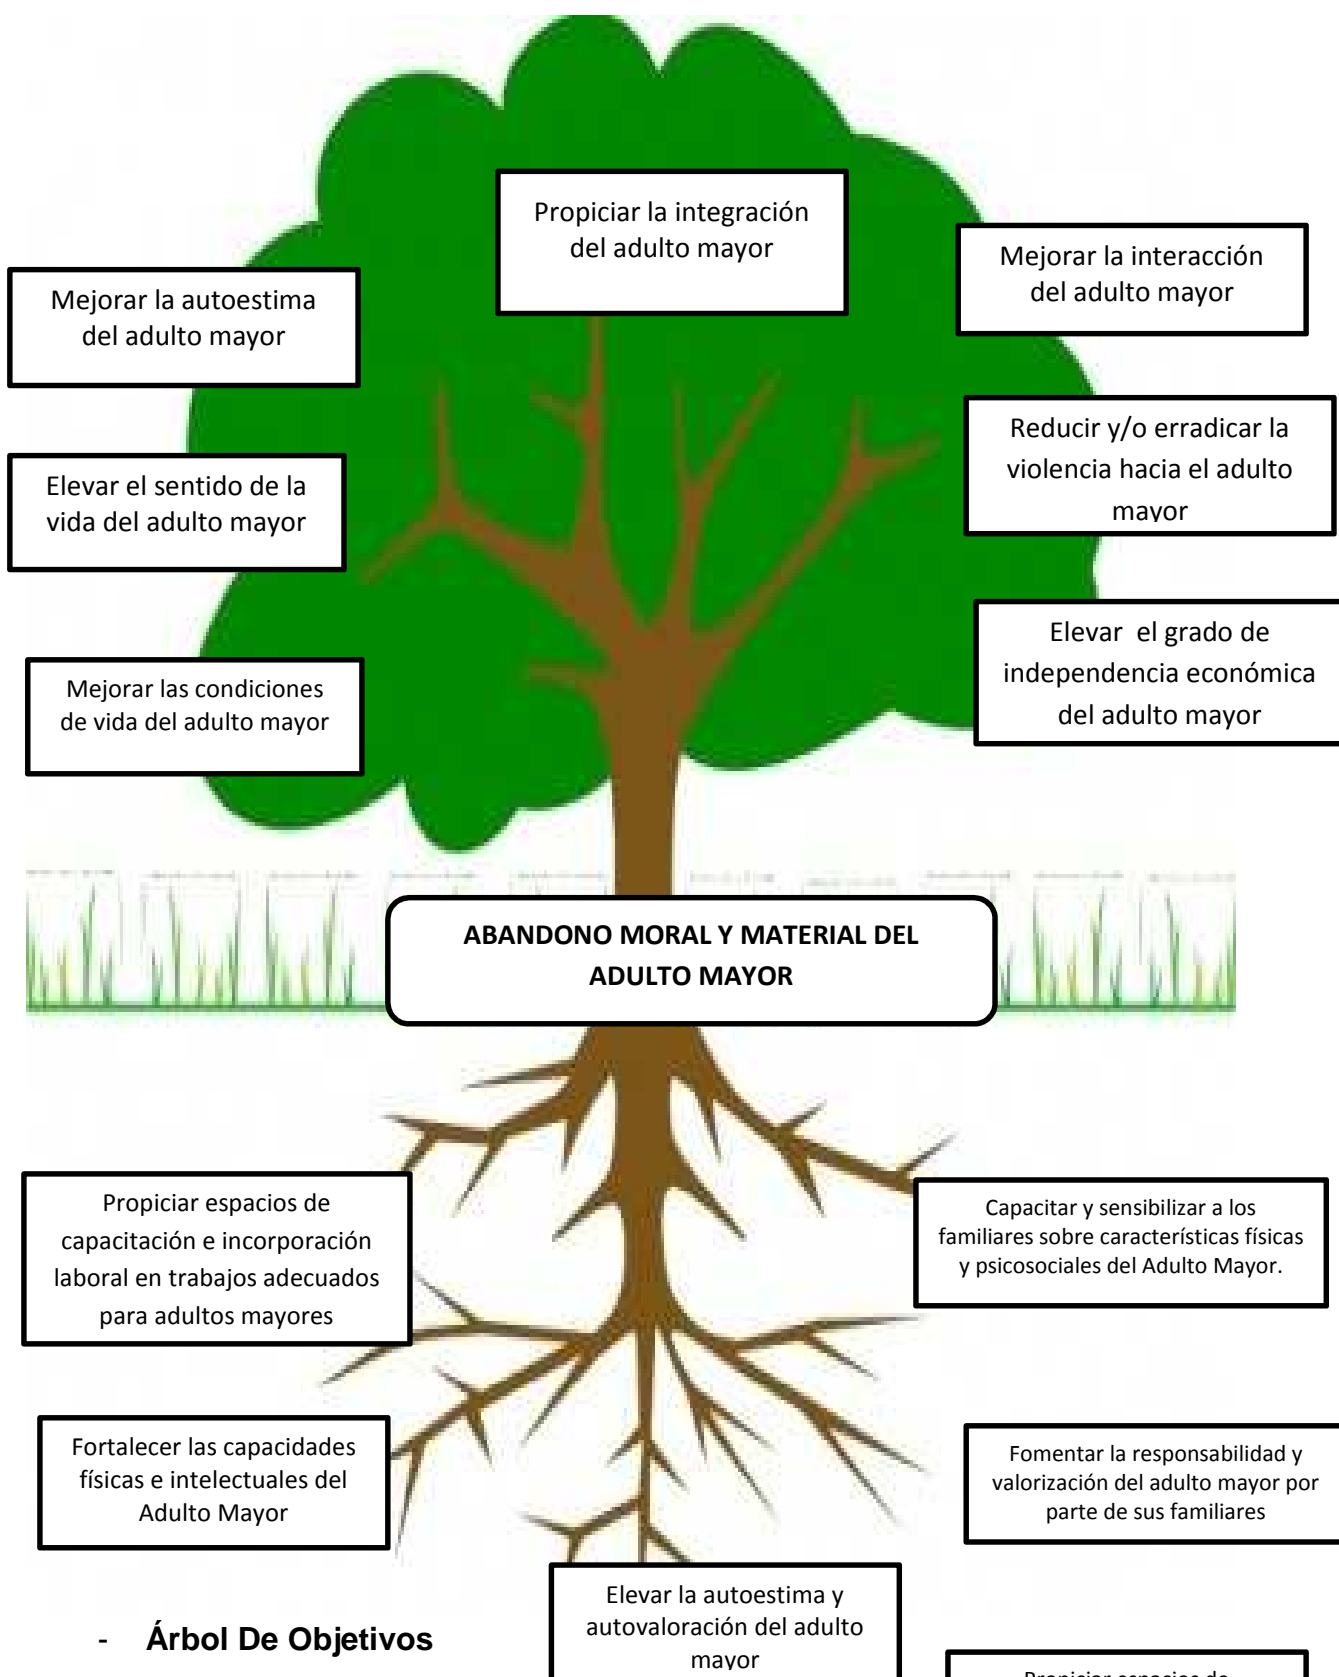 Propiciar la integración
del adulto mayor
Mejorar la interacción
del adulto mayor
Mejorar la autoestima
del adulto mayor
Reducir y/o erradicar la
violencia hacia el adulto
mayor
Elevar el sentido de la
vida del adulto mayor
Elevar el grado de
independencia económica
del adulto mayor
Mejorar las condiciones
de vida del adulto mayor
ABANDONO MORAL Y MATERIAL DEL
ADULTO MAYOR
Propiciar espacios de
capacitación e incorporación
laboral en trabajos adecuados
para adultos mayores
Capacitar y sensibilizar a los
familiares sobre características físicas
y psicosociales del Adulto Mayor.
Fortalecer las capacidades
físicas e intelectuales del
Adulto Mayor
Fomentar la responsabilidad y
valorización del adulto mayor por
parte de sus familiares
Elevar la autoestima y
autovaloración del adulto
mayor
- Árbol De Objetivos
Propiciar espacios de